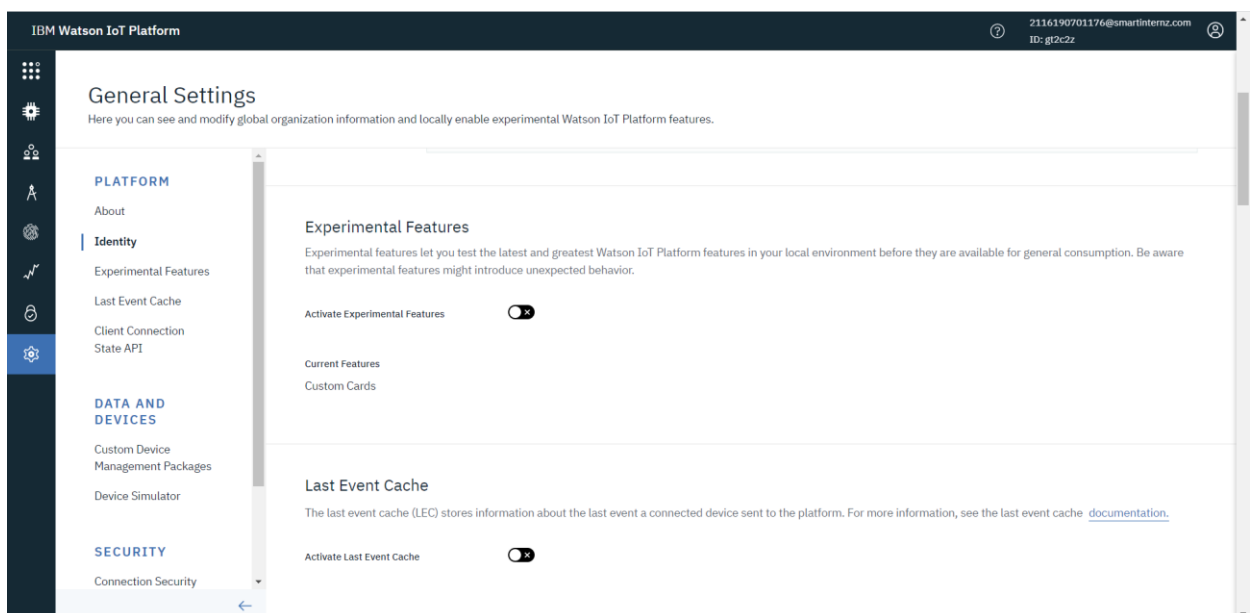 IBM Watson IoT Platform
2116190701176@smartinternz.com
ID: gt2c2z
General Settings
Here you can see and modify global organization information and locally enable experimental Watson IoT Platform features.
PLATFORM
About
Identity
Experimental Features
Last Event Cache
Client Connection
State API
DATA AND
DEVICES
Custom Device
Management Packages
Device Simulator
SECURITY
Connection Security
Experimental Features
Experimental features let you test the latest and greatest Watson IoT Platform features in your local environment before they are available for general consumption. Be aware
that experimental features might introduce unexpected behavior.
Activate Experimental Features
Current Features
Custom Cards
Last Event Cache
The last event cache (LEC) stores information about the last event a connected device sent to the platform. For more information, see the last event cache documentation.
Activate Last Event Cache